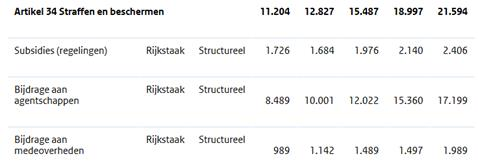 Artikel 34 Straffen en beschermen 11.204 12.827 15.487 18.997 21.594
Subsidies (regelingen) Rijkstaak Structureel 1.726 1.684 1.976 2.140 2.406
Bijdrage aan agentschappen Rijkstaak Structureel 8.489 10.001 12.022 15.360 17.199
Bijdrage aan medeoverheden Rijkstaak Structureel 989 1.142 1.489 1.497 1.989